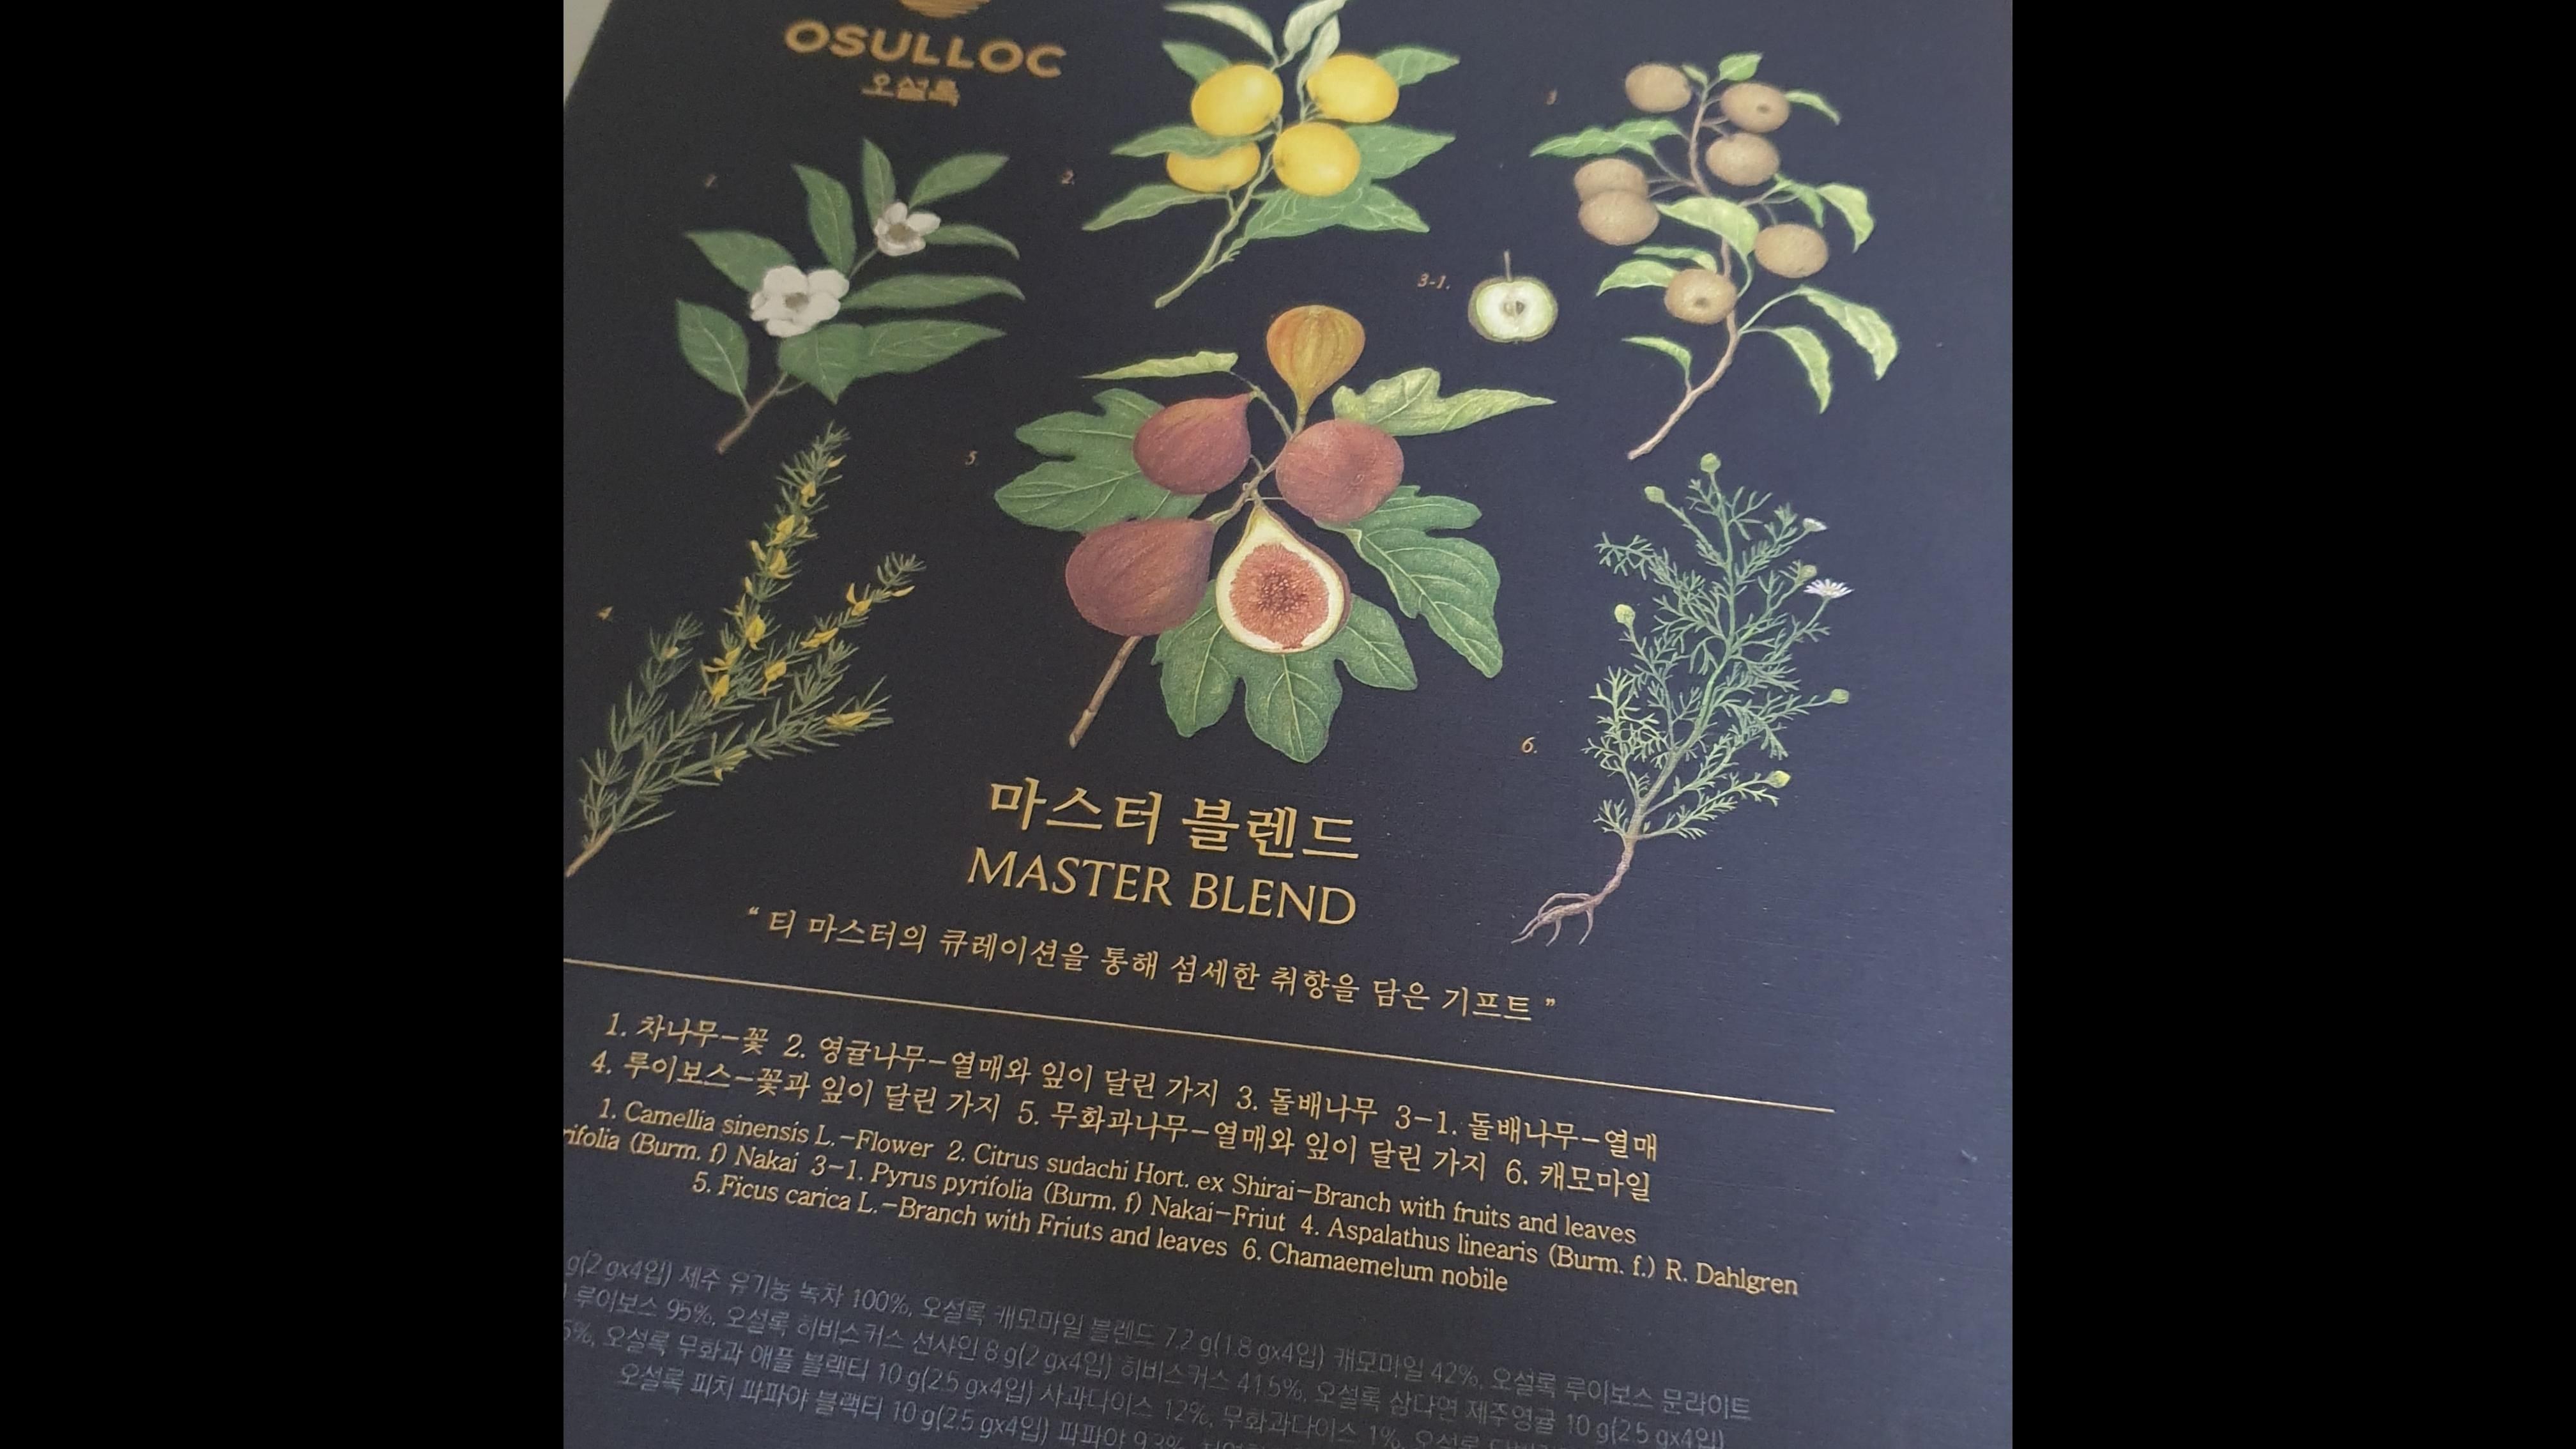 OSULLOC
오설록
1.
2.
3
3-1.
4.
5.
6.
마스터 블렌드
MASTER BLEND
“ 티 마스터의 큐레이션을 통해 섬세한 취향을 담은 기프트 ”
1. 차나무-꽃 2. 영귤나무-열매와 잎이 달린 가지 3. 돌배나무 3-1. 돌배나무-열매
4. 루이보스-꽃과 잎이 달린 가지 5. 무화과나무-열매와 잎이 달린 가지 6. 캐모마일
1. Camellia sinensis L.-Flower 2. Citrus sudachi Hort. ex Shirai-Branch with fruits and leaves
rifolia (Burm. f) Nakai 3-1. Pyrus pyrifolia (Burm. f) Nakai-Friut 4. Aspalathus linearis (Burm. f.) R. Dahlgren
5. Ficus carica L.-Branch with Friuts and leaves 6. Chamaemelum nobile
g(2 gx4입) 제주 유기농 녹차 100%, 오설록 캐모마일 블렌드 7.2 g(1.8 gx4입) 캐모마일 42%, 오설록 루이보스 문라이트
) 루이보스 95%, 오설록 히비스커스 선샤인 8 g(2 gx4입) 히비스커스 41.5%, 오설록 삼다연 제주영귤 10 g(2.5 gx4입)
5%, 오설록 무화과 애플 블랙티 10 g(2.5 gx4입) 사과다이스 12%, 무화과다이스 1%, 오설록
오설록 피치 파파야 블랙티 10 g(2.5 gx4입) 파파야 9.3%,